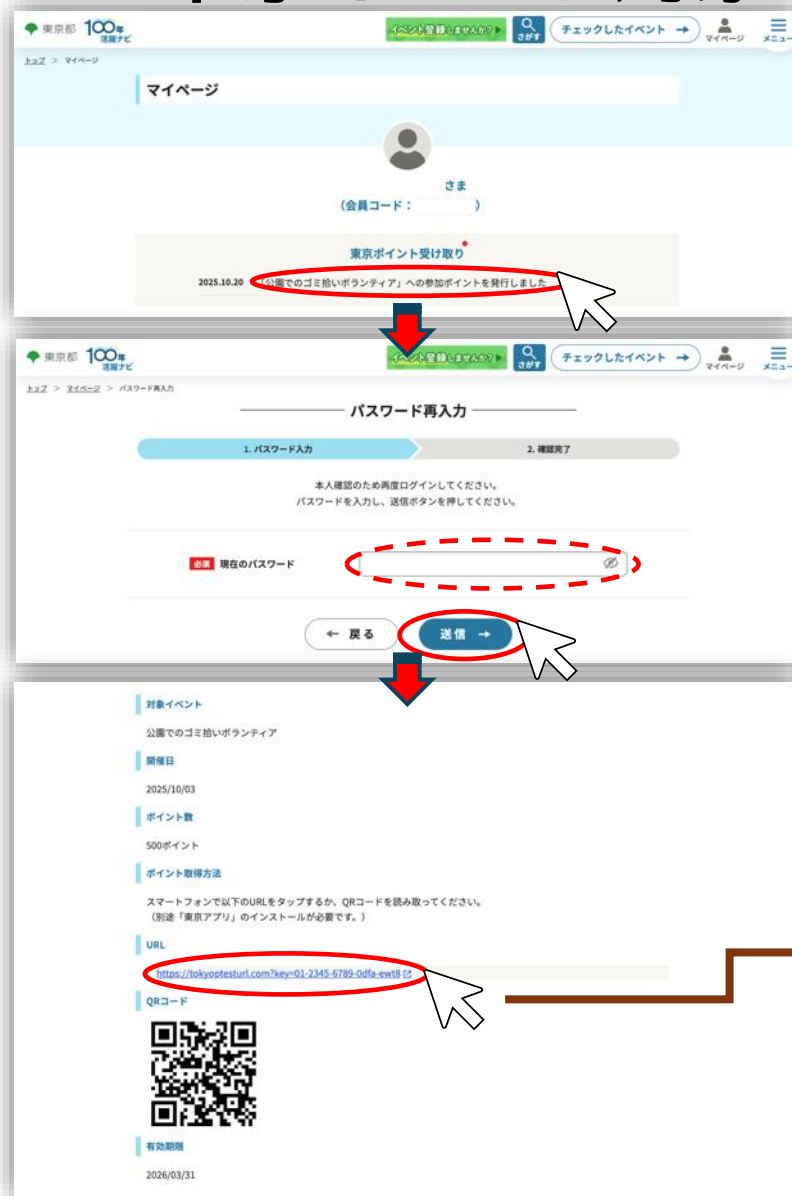 東京都 100年活躍ナビ イベント登録しませんか? さがす チェックしたイベント → マイページ メニュー
トップ > マイページ
マイページ
さま
(会員コード: )
東京ポイント受け取り
2025.10.20 「公園でのゴミ拾いボランティア」への参加ポイントを発行しました
東京都 100年活躍ナビ イベント登録しませんか? さがす チェックしたイベント → マイページ メニュー
トップ > マイページ > パスワード再入力
パスワード再入力
1. パスワード入力 2. 確認完了
本人確認のため再度ログインしてください。
パスワードを入力し、送信ボタンを押してください。
必須 現在のパスワード
← 戻る 送信 →
対象イベント
公園でのゴミ拾いボランティア
開催日
2025/10/03
ポイント数
500ポイント
ポイント取得方法
スマートフォンで以下のURLをタップするか、QRコードを読み取ってください。
(別途「東京アプリ」のインストールが必要です。)
URL
https://tokyoptesturl.com?key=01-2345-6789-0dfa-ewt8
QRコード
有効期限
2026/03/31